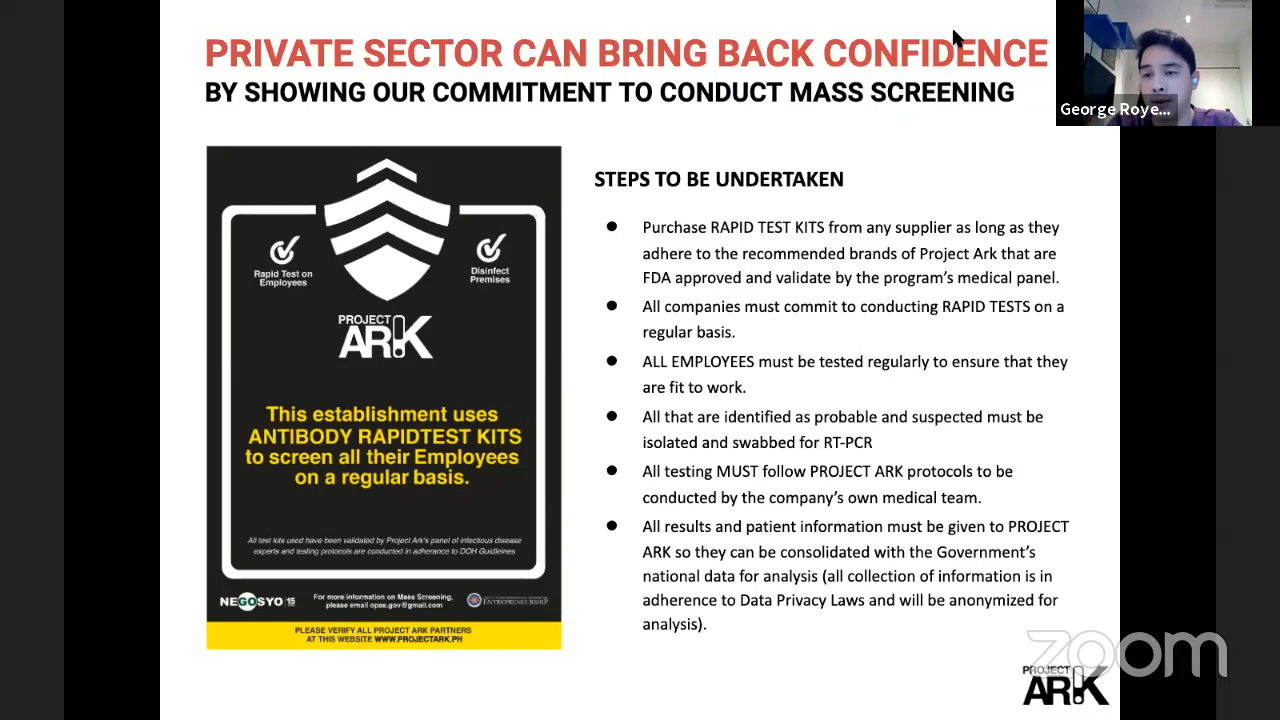 PRIVATE SECTOR CAN BRING BACK CONFIDENCE
BY SHOWING OUR COMMITMENT TO CONDUCT MASS SCREENING
George Roye...
Rapid Test on
Employees
Disinfect
Premises
PROJECT
ARK
This establishment uses
ANTIBODY RAPIDTEST KITS
to screen all their Employees
on a regular basis.
All test kits used have been validated by Project Ark's panel of infectious disease
experts and testing protocols are conducted in adherance to DOH Guidleines
NEGOSYO 15
For more information on Mass Screening,
please email opae.gov@gmail.com
ENTREPRENEURSHIP
PLEASE VERIFY ALL PROJECT ARK PARTNERS
AT THIS WEBSITE WWW.PROJECTARK.PH
STEPS TO BE UNDERTAKEN
● Purchase RAPID TEST KITS from any supplier as long as they
adhere to the recommended brands of Project Ark that are
FDA approved and validate by the program's medical panel.
● All companies must commit to conducting RAPID TESTS on a
regular basis.
● ALL EMPLOYEES must be tested regularly to ensure that they
are fit to work.
● All that are identified as probable and suspected must be
isolated and swabbed for RT-PCR
● All testing MUST follow PROJECT ARK protocols to be
conducted by the company's own medical team.
● All results and patient information must be given to PROJECT
ARK so they can be consolidated with the Government's
national data for analysis (all collection of information is in
adherence to Data Privacy Laws and will be anonymized for
analysis).
zoom
PROJECT
ARK